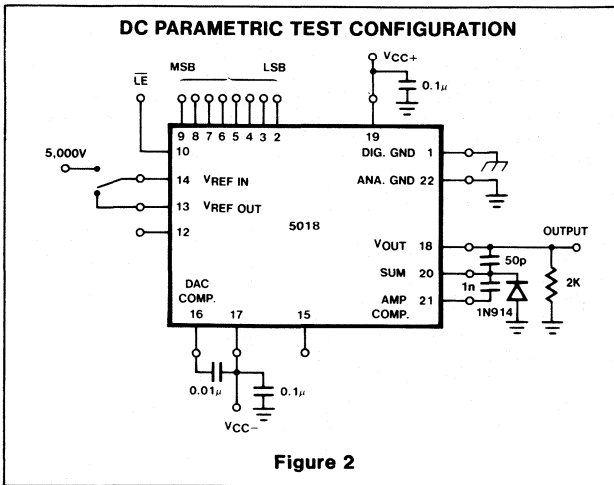 DC PARAMETRIC TEST CONFIGURATION
VCC+
MSB LSB
LE
0.1µ
9 8 7 6 5 4 3 2 19
10 DIG. GND 1
5,000V
14 VREF IN ANA. GND 22
13 VREF OUT 5018
12 VOUT 18 OUTPUT
50p
SUM 20
2K
DAC COMP. 1n
AMP COMP. 21
1N914
16 17 15
0.01µ 0.1µ
VCC-
Figure 2